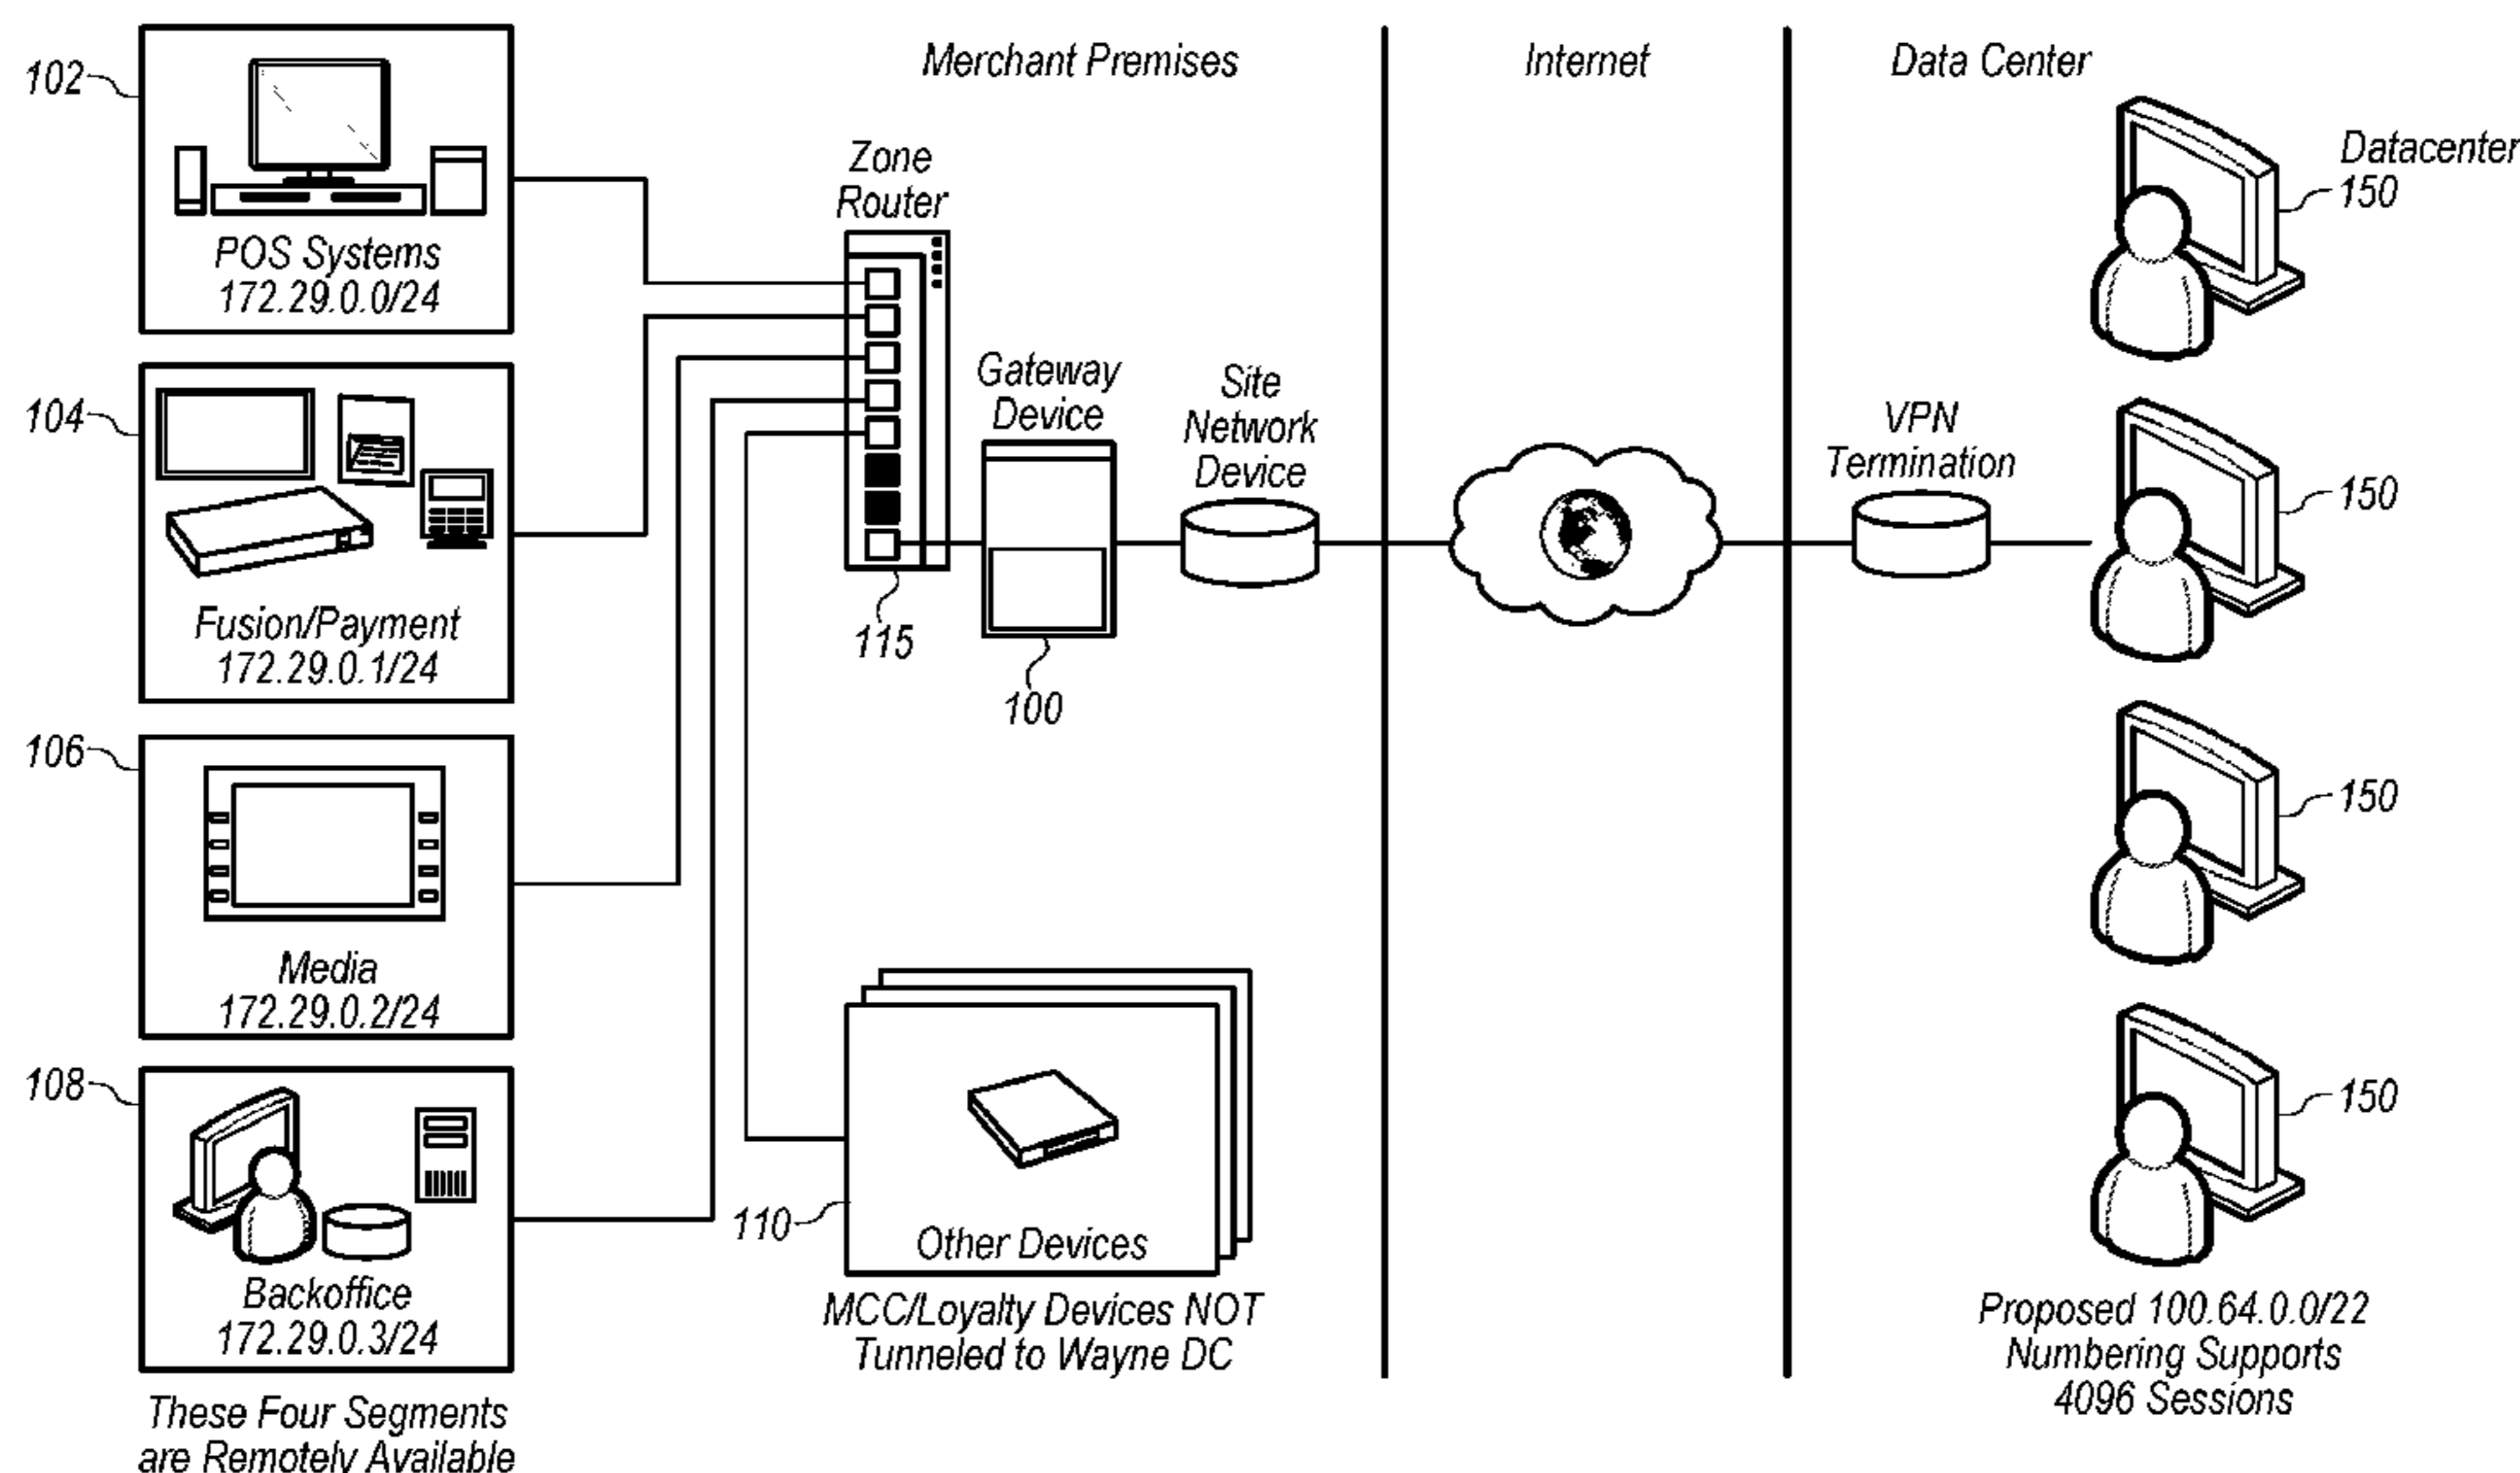 Merchant Premises
Internet
Data Center
102
POS Systems
172.29.0.0/24
104
Fusion/Payment
172.29.0.1/24
106
Media
172.29.0.2/24
108
Backoffice
172.29.0.3/24
These Four Segments
are Remotely Available
Zone
Router
115
Gateway
Device
100
Site
Network
Device
110
Other Devices
MCC/Loyalty Devices NOT
Tunneled to Wayne DC
VPN
Termination
Datacenter
150
150
150
150
Proposed 100.64.0.0/22
Numbering Supports
4096 Sessions